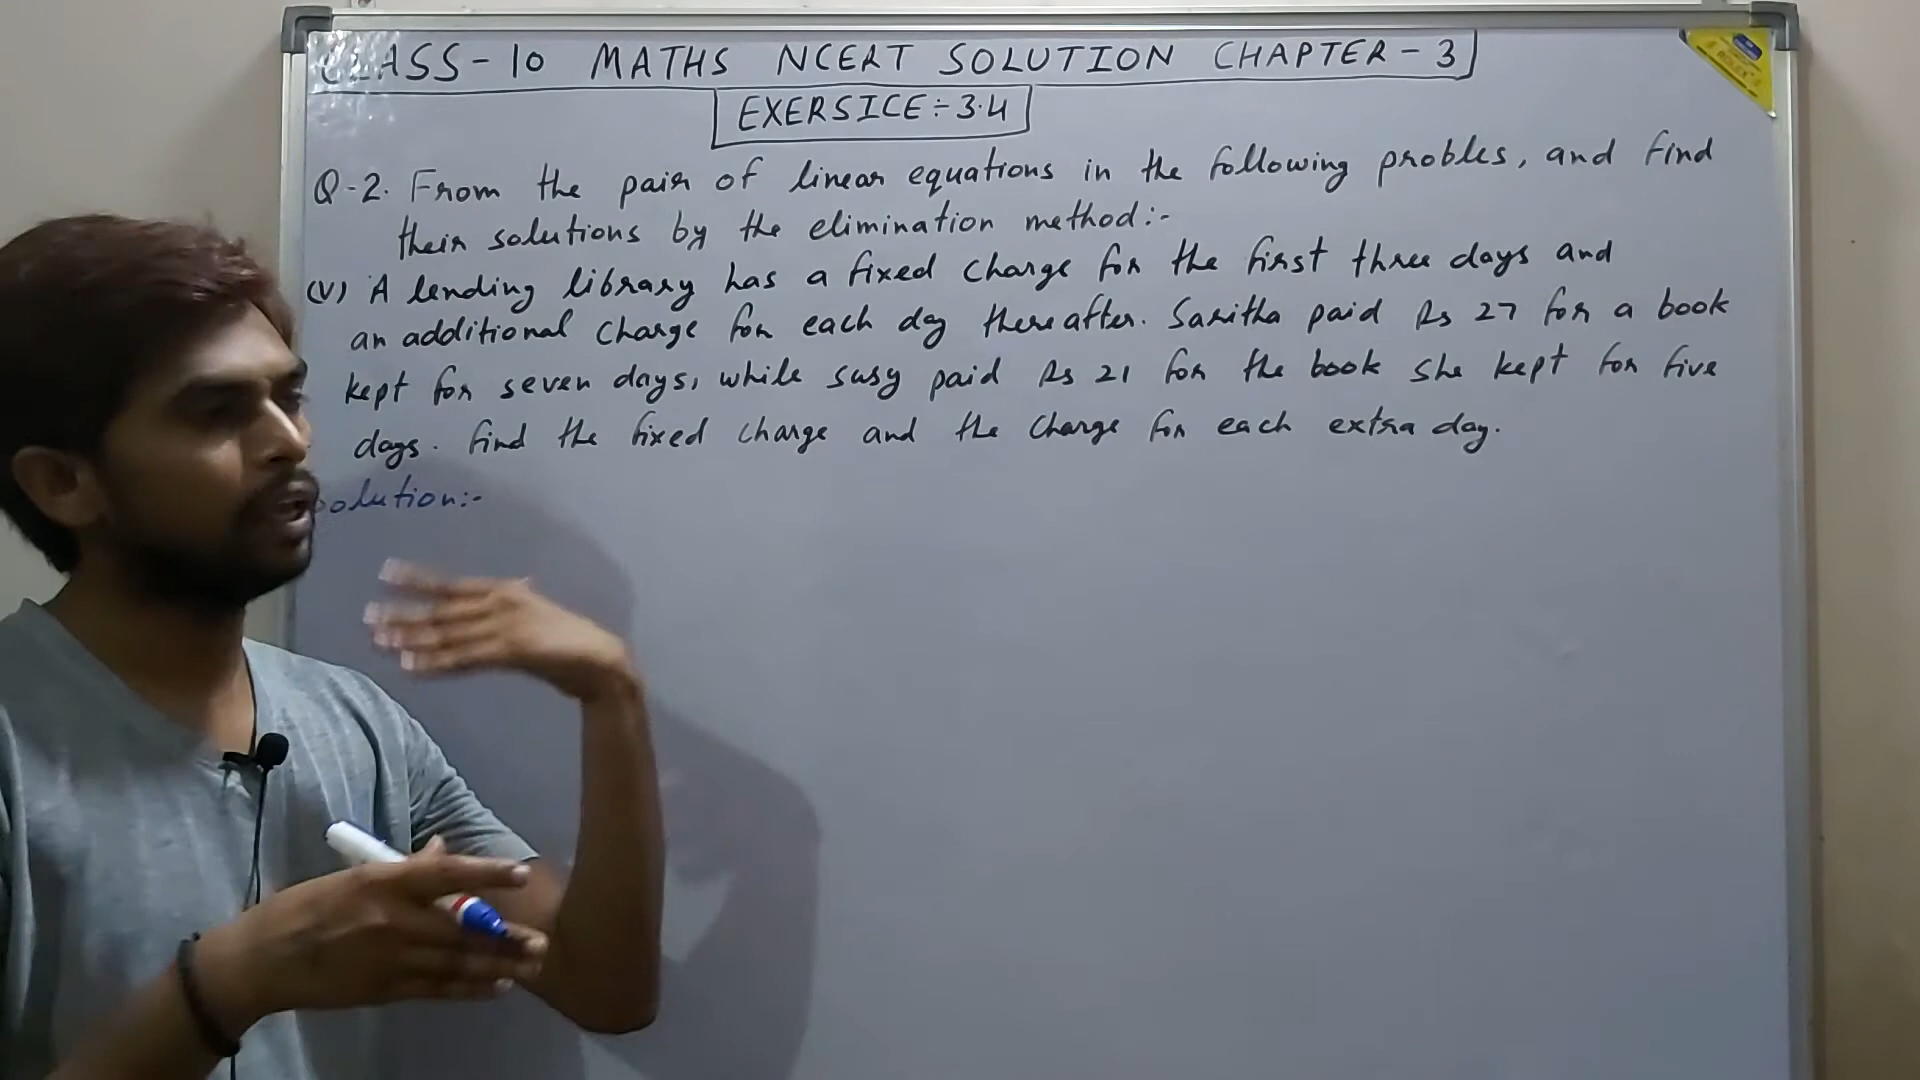 CLASS-10 MATHS NCERT SOLUTION CHAPTER-3
EXERSICE÷3.4
Q-2. From the pair of linear equations in the following probles, and find
their solutions by the elimination method:-
(V) A lending library has a fixed charge for the first three days and
an additional charge for each day thereafter. Saritha paid Rs 27 for a book
kept for seven days, while susy paid Rs 21 for the book she kept for five
days. find the fixed charge and the charge for each extra day.
Solution:-